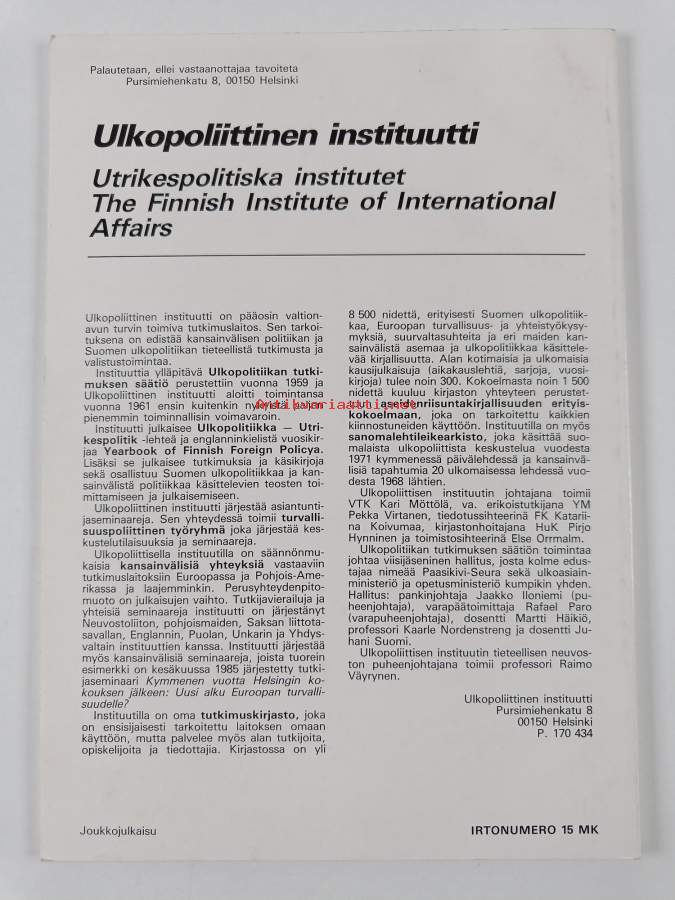 Palautetaan, ellei vastaanottajaa tavoiteta
Pursimiehenkatu 8, 00150 Helsinki
Ulkopoliittinen instituutti
Utrikespolitiska institutet
The Finnish Institute of International
Affairs
Ulkopoliittinen instituutti on pääosin valtion-
avun turvin toimiva tutkimuslaitos. Sen tarkoi-
tuksena on edistää kansainvälisen politiikan ja
Suomen ulkopolitiikan tieteellistä tutkimusta ja
valistustoimintaa.
Instituuttia ylläpitävä Ulkopolitiikan tutki-
muksen säätiö perustettiin vuonna 1959 ja
Ulkopoliittinen instituutti aloitti toimintansa
vuonna 1961 ensin kuitenkin nykyistä paljon
pienemmin toiminnallisin voimavaroin.
Instituutti julkaisee Ulkopolitiikka — Utri-
kespolitik -lehteä ja englanninkielistä vuosikir-
jaa Yearbook of Finnish Foreign Policya.
Lisäksi se julkaisee tutkimuksia ja käsikirjoja
sekä osallistuu Suomen ulkopolitiikkaa ja kan-
sainvälistä politiikkaa käsittelevien teosten toi-
mittamiseen ja julkaisemiseen.
Ulkopoliittinen instituutti järjestää asiantunti-
jaseminaareja. Sen yhteydessä toimii turvalli-
suuspoliittinen työryhmä joka järjestää kes-
kustelutilaisuuksia ja seminaareja.
Ulkopoliittisella instituutilla on säännönmu-
kaisia kansainvälisiä yhteyksiä vastaaviin
tutkimuslaitoksiin Euroopassa ja Pohjois-Ame-
rikassa ja laajemminkin. Perusyhteydenpito-
muoto on julkaisujen vaihto. Tutkijavierailuja ja
yhteisiä seminaareja instituutti on järjestänyt
Neuvostoliiton, pohjoismaiden, Saksan liittota-
savallan, Englannin, Puolan, Unkarin ja Yhdys-
valtain instituuttien kanssa. Instituutti järjestää
myös kansainvälisiä seminaareja, joista tuorein
esimerkki on kesäkuussa 1985 järjestetty tutki-
jaseminaari Kymmenen vuotta Helsingin ko-
kouksen jälkeen: Uusi alku Euroopan turvalli-
suudelle?
Instituutilla on oma tutkimuskirjasto, joka
on ensisijaisesti tarkoitettu laitoksen omaan
käyttöön, mutta palvelee myös alan tutkijoita,
opiskelijoita ja tiedottajia. Kirjastossa on yli
8 500 nidettä, erityisesti Suomen ulkopolitiik-
kaa, Euroopan turvallisuus- ja yhteistyökysy-
myksiä, suurvaltasuhteita ja eri maiden kan-
sainvälistä asemaa ja ulkopolitiikkaa käsittele-
vää kirjallisuutta. Alan kotimaisia ja ulkomaisia
kausijulkaisuja (aikakauslehtiä, sarjoja, vuosi-
kirjoja) tulee noin 300. Kokoelmasta noin 1 500
nidettä kuuluu kirjaston yhteyteen perustet-
tuun aseidenriisuntakirjallisuuden erityis-
kokoelmaan, joka on tarkoitettu kaikkien
kiinnostuneiden käyttöön. Instituutilla on myös
sanomalehtileikearkisto, joka käsittää suo-
malaista ulkopoliittista keskustelua vuodesta
1971 kymmenessä päivälehdessä ja kansainvä-
lisiä tapahtumia 20 ulkomaisessa lehdessä vuo-
desta 1968 lähtien.
Ulkopoliittisen instituutin johtajana toimii
VTK Kari Möttölä, va. erikoistutkijana YM
Pekka Virtanen, tiedotussihteerinä FK Katarii-
na Koivumaa, kirjastonhoitajana HuK Pirjo
Hynninen ja toimistosihteerinä Else Orrmalm.
Ulkopolitiikan tutkimuksen säätiön toimintaa
johtaa viisijäseninen hallitus, josta kolme edus-
tajaa nimeää Paasikivi-Seura sekä ulkoasiain-
ministeriö ja opetusministeriö kumpikin yhden.
Hallitus: pankinjohtaja Jaakko Iloniemi (pu-
heenjohtaja), varapäätoimittaja Rafael Paro
(varapuheenjohtaja), dosentti Martti Häikiö,
professori Kaarle Nordenstreng ja dosentti Ju-
hani Suomi.
Ulkopoliittisen instituutin tieteellisen neuvos-
ton puheenjohtajana toimii professori Raimo
Väyrynen.
Ulkopoliittinen instituutti
Pursimiehenkatu 8
00150 Helsinki
P. 170 434
Joukkojulkaisu
IRTONUMERO 15 MK
Antikvariaatti.net